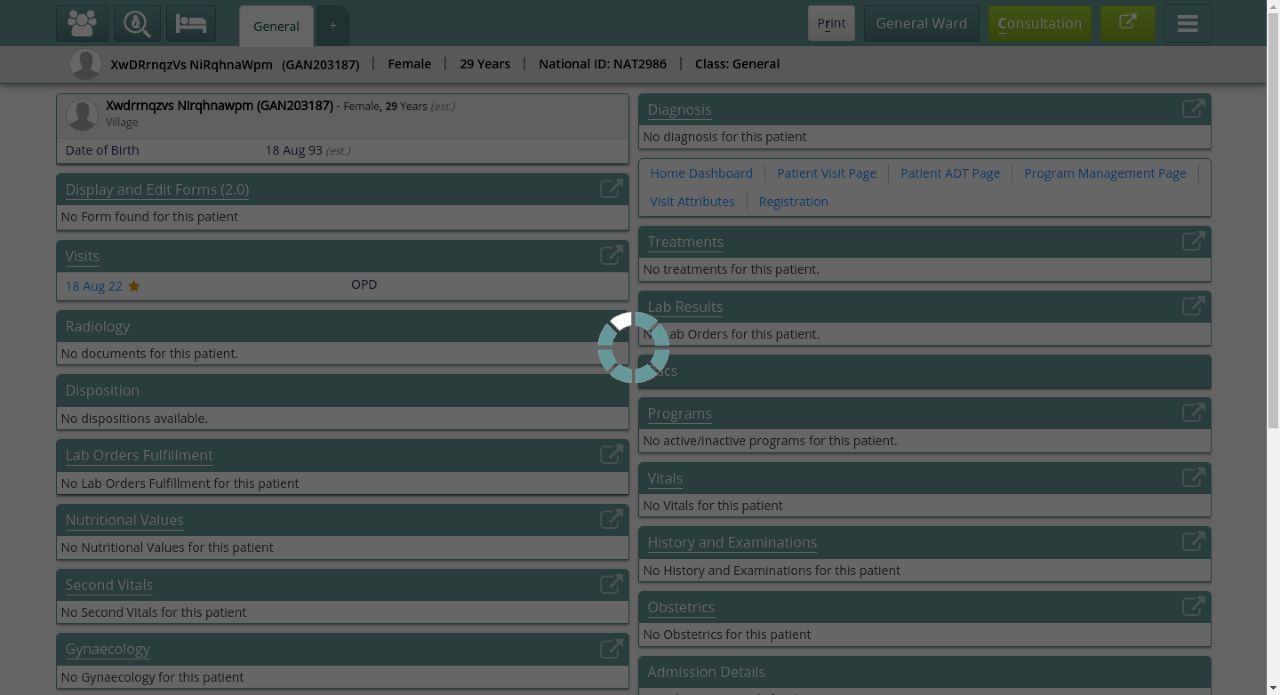 General
+
Print
General Ward
Consultation
XwDRrnqzVs NiRqhnaWpm (GAN203187) | Female | 29 Years | National ID: NAT2986 | Class: General
Xwdrrnqzvs Nirqhnawpm (GAN203187) - Female, 29 Years (est.)
Village
Date of Birth 18 Aug 93 (est.)
Display and Edit Forms (2.0)
No Form found for this patient
Visits
18 Aug 22 OPD
Radiology
No documents for this patient.
Disposition
No dispositions available.
Lab Orders Fulfillment
No Lab Orders Fulfillment for this patient
Nutritional Values
No Nutritional Values for this patient
Second Vitals
No Second Vitals for this patient
Gynaecology
No Gynaecology for this patient
Diagnosis
No diagnosis for this patient
Home Dashboard | Patient Visit Page | Patient ADT Page | Program Management Page
Visit Attributes | Registration
Treatments
No treatments for this patient.
Lab Results
Lab Orders for this patient.
Programs
No active/inactive programs for this patient.
Vitals
No Vitals for this patient
History and Examinations
No History and Examinations for this patient
Obstetrics
No Obstetrics for this patient
Admission Details